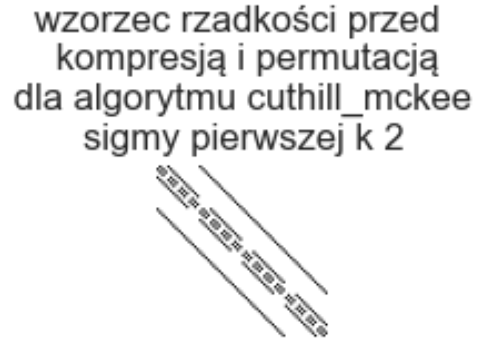 wzorzec rzadkości przed
kompresją i permutacją
dla algorytmu cuthill_mckee
sigmy pierwszej k 2